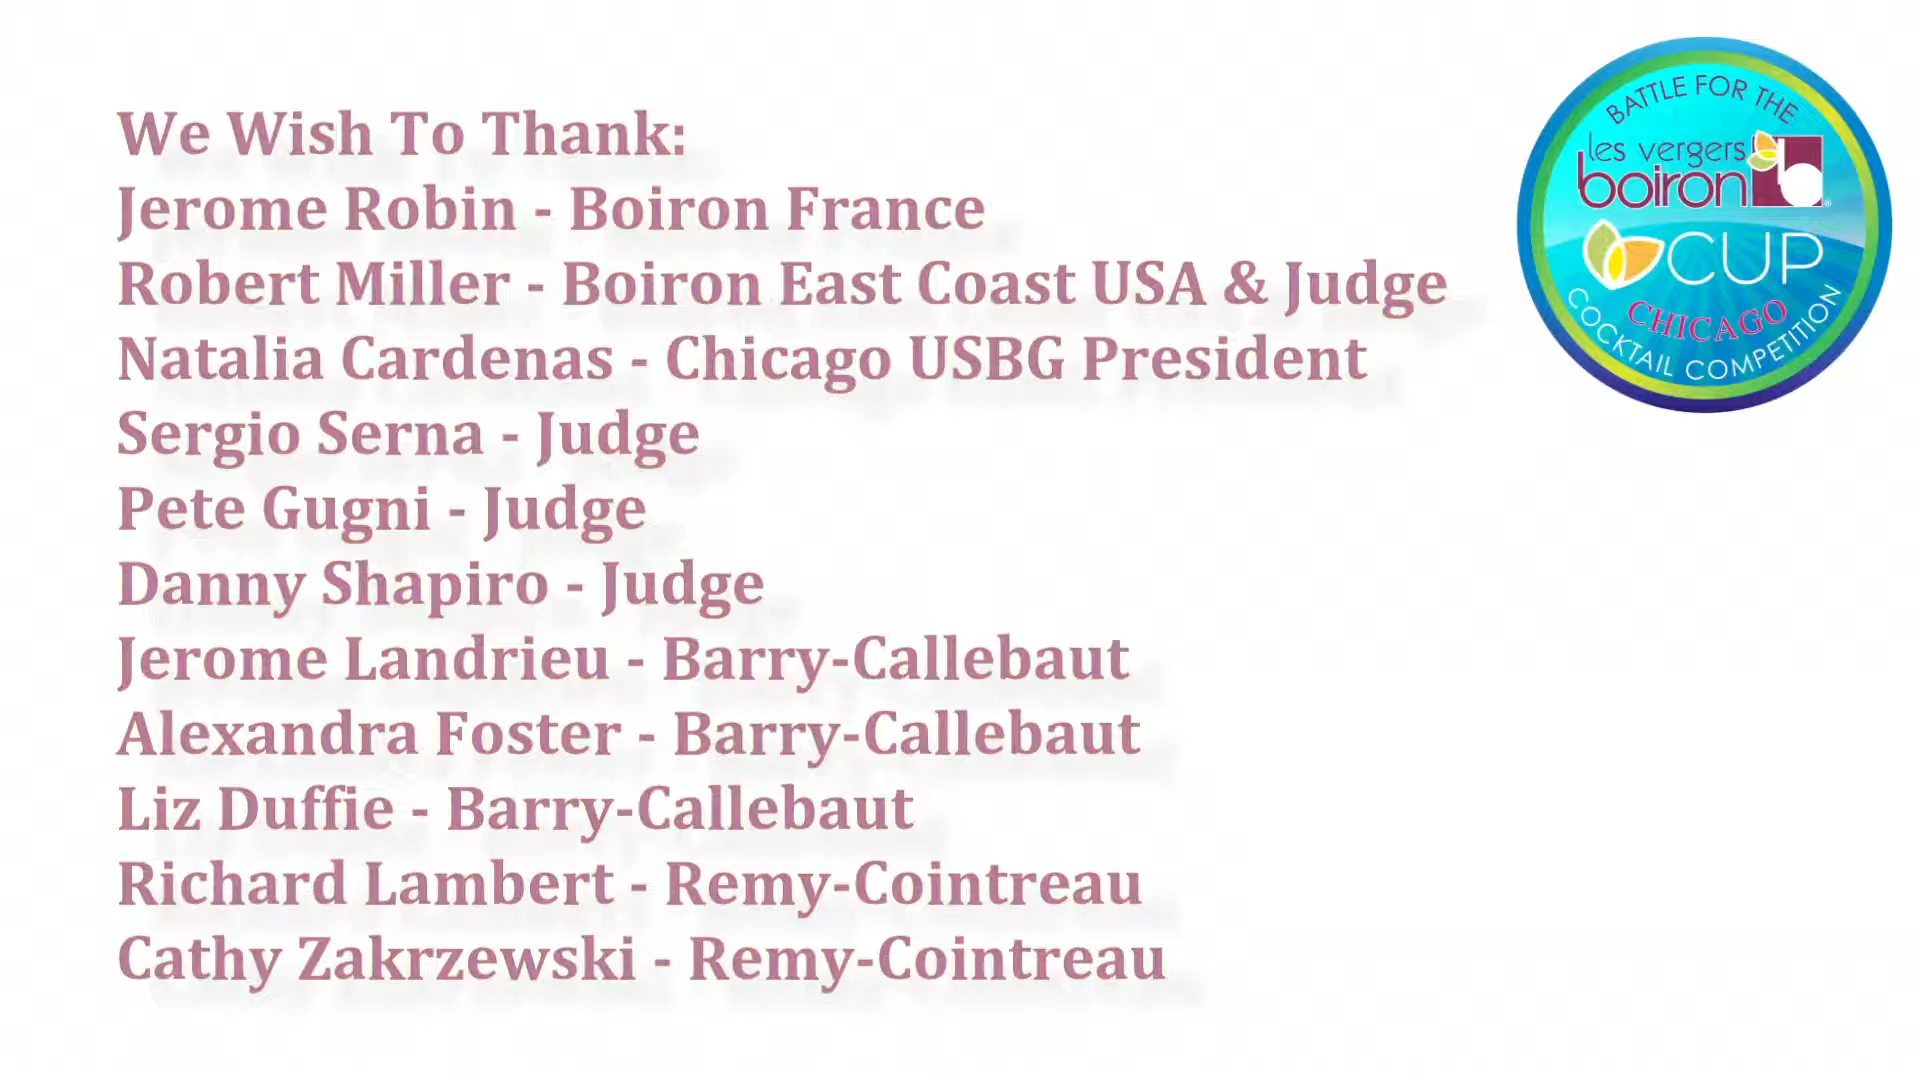 We Wish To Thank:
Jerome Robin - Boiron France
Robert Miller - Boiron East Coast USA & Judge
Natalia Cardenas - Chicago USBG President
Sergio Serna - Judge
Pete Gugni - Judge
Danny Shapiro - Judge
Jerome Landrieu - Barry-Callebaut
Alexandra Foster - Barry-Callebaut
Liz Duffie - Barry-Callebaut
Richard Lambert - Remy-Cointreau
Cathy Zakrzewski - Remy-Cointreau
BATTLE FOR THE
les vergers
boiron b ®
CUP
CHICAGO
COCKTAIL COMPETITION